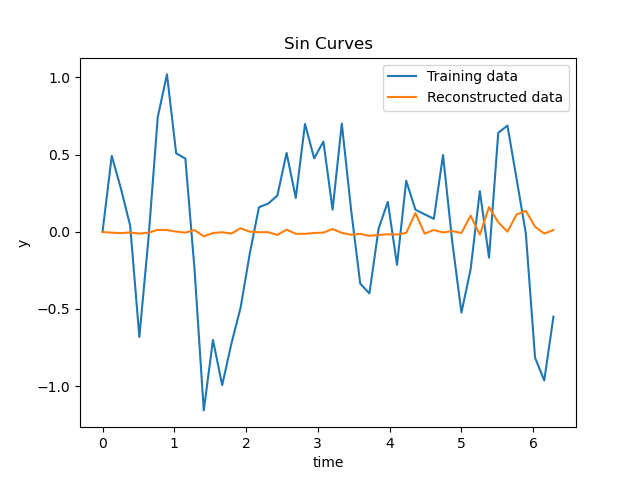 Sin Curves
Training data
Reconstructed data
1.0
0.5
0.0
−0.5
−1.0
y
0 1 2 3 4 5 6
time